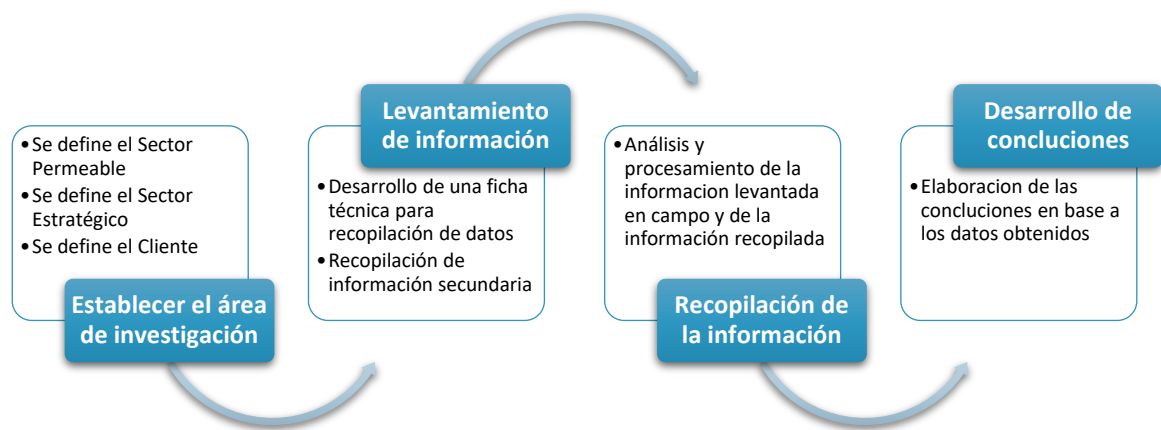 •Se define el Sector
Permeable
•Se define el Sector
Estratégico
•Se define el Cliente
Establecer el área
de investigación
Levantamiento
de información
•Desarrollo de una ficha
técnica para
recopilación de datos
•Recopilación de
información secundaria
•Análisis y
procesamiento de la
informacion levantada
en campo y de la
información recopilada
Recopilación de
la información
Desarrollo de
concluciones
•Elaboracion de las
concluciones en base a
los datos obtenidos